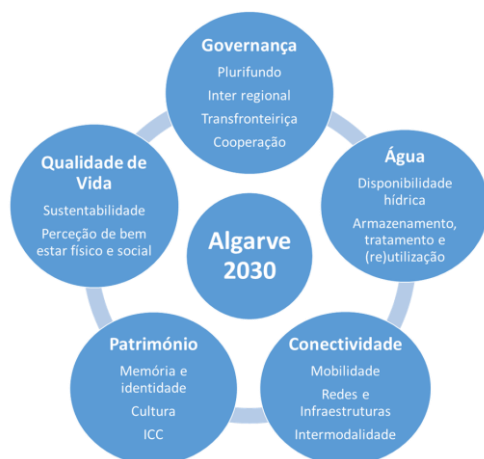 Governança
Plurifundo
Inter regional
Transfronteiriça
Cooperação
Água
Disponibilidade
hídrica
Armazenamento,
tratamento e
(re)utilização
Conectividade
Mobilidade
Redes e
Infraestruturas
Intermodalidade
Património
Memória e
identidade
Cultura
ICC
Qualidade de
Vida
Sustentabilidade
Perceção de bem
estar físico e social
Algarve
2030